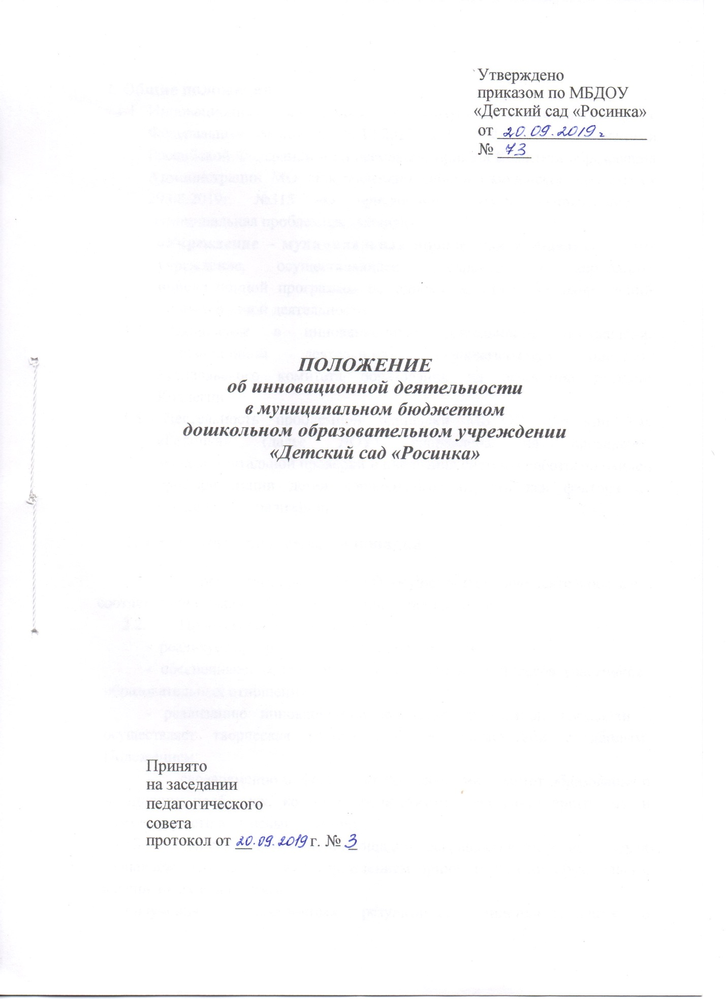 Утверждено
приказом по МБДОУ
«Детский сад «Росинка»
от 20.09.2019 г
№ 73
ПОЛОЖЕНИЕ
об инновационной деятельности
в муниципальном бюджетном
дошкольном образовательном учреждении
«Детский сад «Росинка»
Принято
на заседании
педагогического
совета
протокол от 20.09.2019 г. № 3